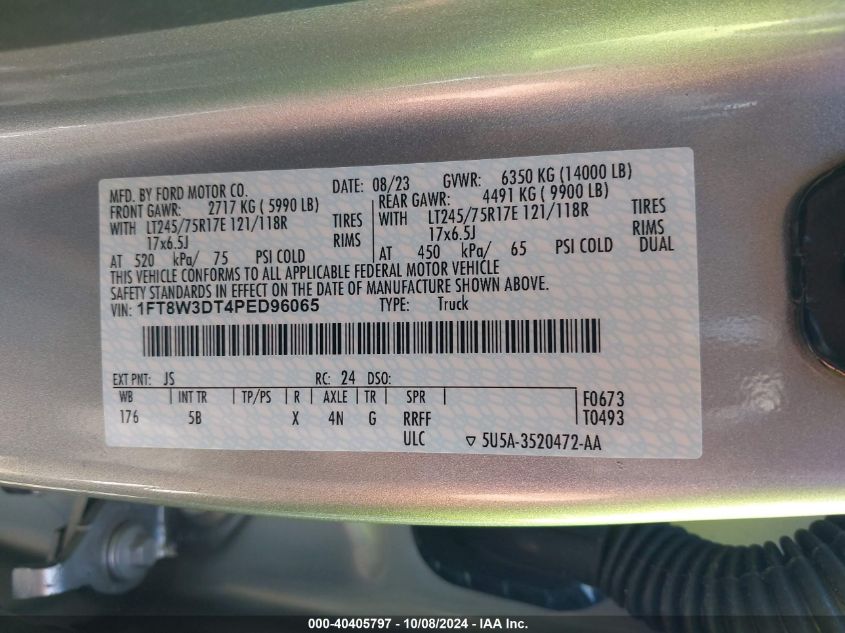 MFD. BY FORD MOTOR CO. DATE: 08/23 GVWR: 6350 KG (14000 LB)
FRONT GAWR: 2717 KG ( 5990 LB) REAR GAWR: 4491 KG ( 9900 LB)
WITH LT245/75R17E 121/118R TIRES WITH LT245/75R17E 121/118R TIRES
17x6.5J RIMS 17x6.5J RIMS
AT 520 kPa/ 75 PSI COLD AT 450 kPa/ 65 PSI COLD DUAL
THIS VEHICLE CONFORMS TO ALL APPLICABLE FEDERAL MOTOR VEHICLE
SAFETY STANDARDS IN EFFECT ON THE DATE OF MANUFACTURE SHOWN ABOVE.
VIN: 1FT8W3DT4PED96065 TYPE: Truck
EXT PNT: JS RC: 24 DSO:
WB INT TR TP/PS R AXLE TR SPR F0673
176 5B X 4N G RRFF T0493
ULC ▽ 5U5A-3520472-AA
000-40405797 - 10/08/2024 - IAA Inc.